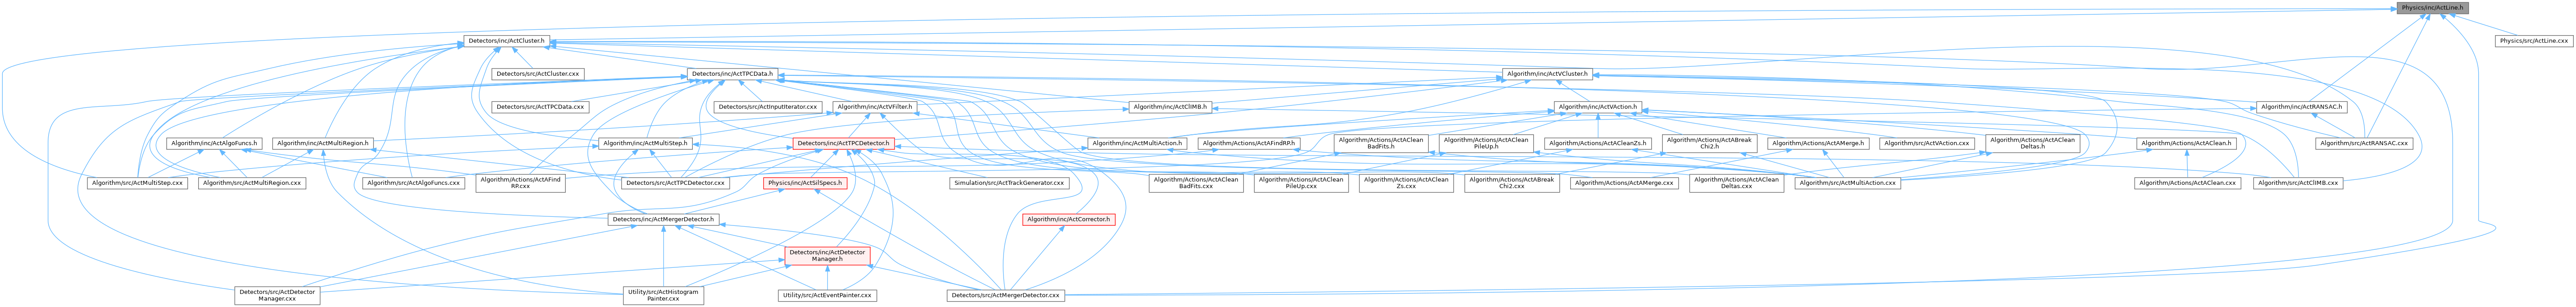 Physics/inc/ActLine.h
Detectors/inc/ActCluster.h
Physics/src/ActLine.cxx
Detectors/src/ActCluster.cxx
Detectors/inc/ActTPCData.h
Algorithm/inc/ActVCluster.h
Detectors/src/ActTPCData.cxx
Detectors/src/ActInputIterator.cxx
Algorithm/inc/ActVFilter.h
Algorithm/inc/ActClIMB.h
Algorithm/inc/ActVAction.h
Algorithm/inc/ActRANSAC.h
Algorithm/inc/ActAlgoFuncs.h
Algorithm/inc/ActMultiRegion.h
Algorithm/inc/ActMultiStep.h
Detectors/inc/ActTPCDetector.h
Algorithm/inc/ActMultiAction.h
Algorithm/Actions/ActAFindRP.h
Algorithm/Actions/ActAClean
BadFits.h
Algorithm/Actions/ActAClean
PileUp.h
Algorithm/Actions/ActACleanZs.h
Algorithm/Actions/ActABreak
Chi2.h
Algorithm/Actions/ActAMerge.h
Algorithm/src/ActVAction.cxx
Algorithm/Actions/ActAClean
Deltas.h
Algorithm/Actions/ActAClean.h
Algorithm/src/ActRANSAC.cxx
Algorithm/src/ActMultiStep.cxx
Algorithm/src/ActMultiRegion.cxx
Algorithm/src/ActAlgoFuncs.cxx
Algorithm/Actions/ActAFind
RP.cxx
Detectors/src/ActTPCDetector.cxx
Physics/inc/ActSilSpecs.h
Simulation/src/ActTrackGenerator.cxx
Algorithm/Actions/ActAClean
BadFits.cxx
Algorithm/Actions/ActAClean
PileUp.cxx
Algorithm/Actions/ActAClean
Zs.cxx
Algorithm/Actions/ActABreak
Chi2.cxx
Algorithm/Actions/ActAMerge.cxx
Algorithm/Actions/ActAClean
Deltas.cxx
Algorithm/src/ActMultiAction.cxx
Algorithm/Actions/ActAClean.cxx
Algorithm/src/ActClIMB.cxx
Detectors/inc/ActMergerDetector.h
Algorithm/inc/ActCorrector.h
Detectors/inc/ActDetector
Manager.h
Detectors/src/ActDetector
Manager.cxx
Utility/src/ActHistogram
Painter.cxx
Utility/src/ActEventPainter.cxx
Detectors/src/ActMergerDetector.cxx